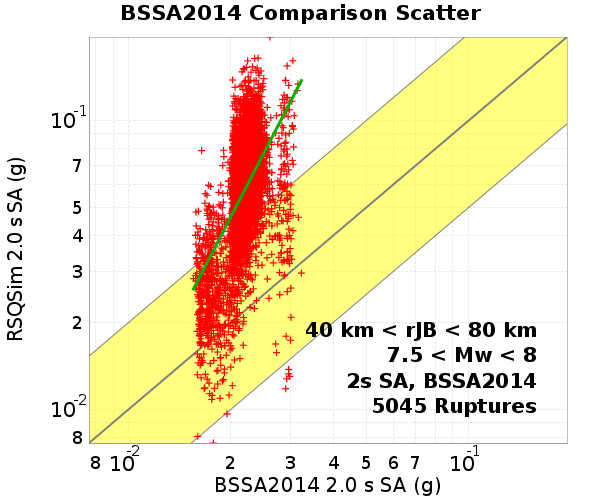 BSSA2014 Comparison Scatter
RSQSim 2.0 s SA (g)
10-1
7
5
4
3
2
10-2
8
40 km < rJB < 80 km
7.5 < Mw < 8
2s SA, BSSA2014
5045 Ruptures
8 10-2 2 3 4 5 6 7 10-1
BSSA2014 2.0 s SA (g)